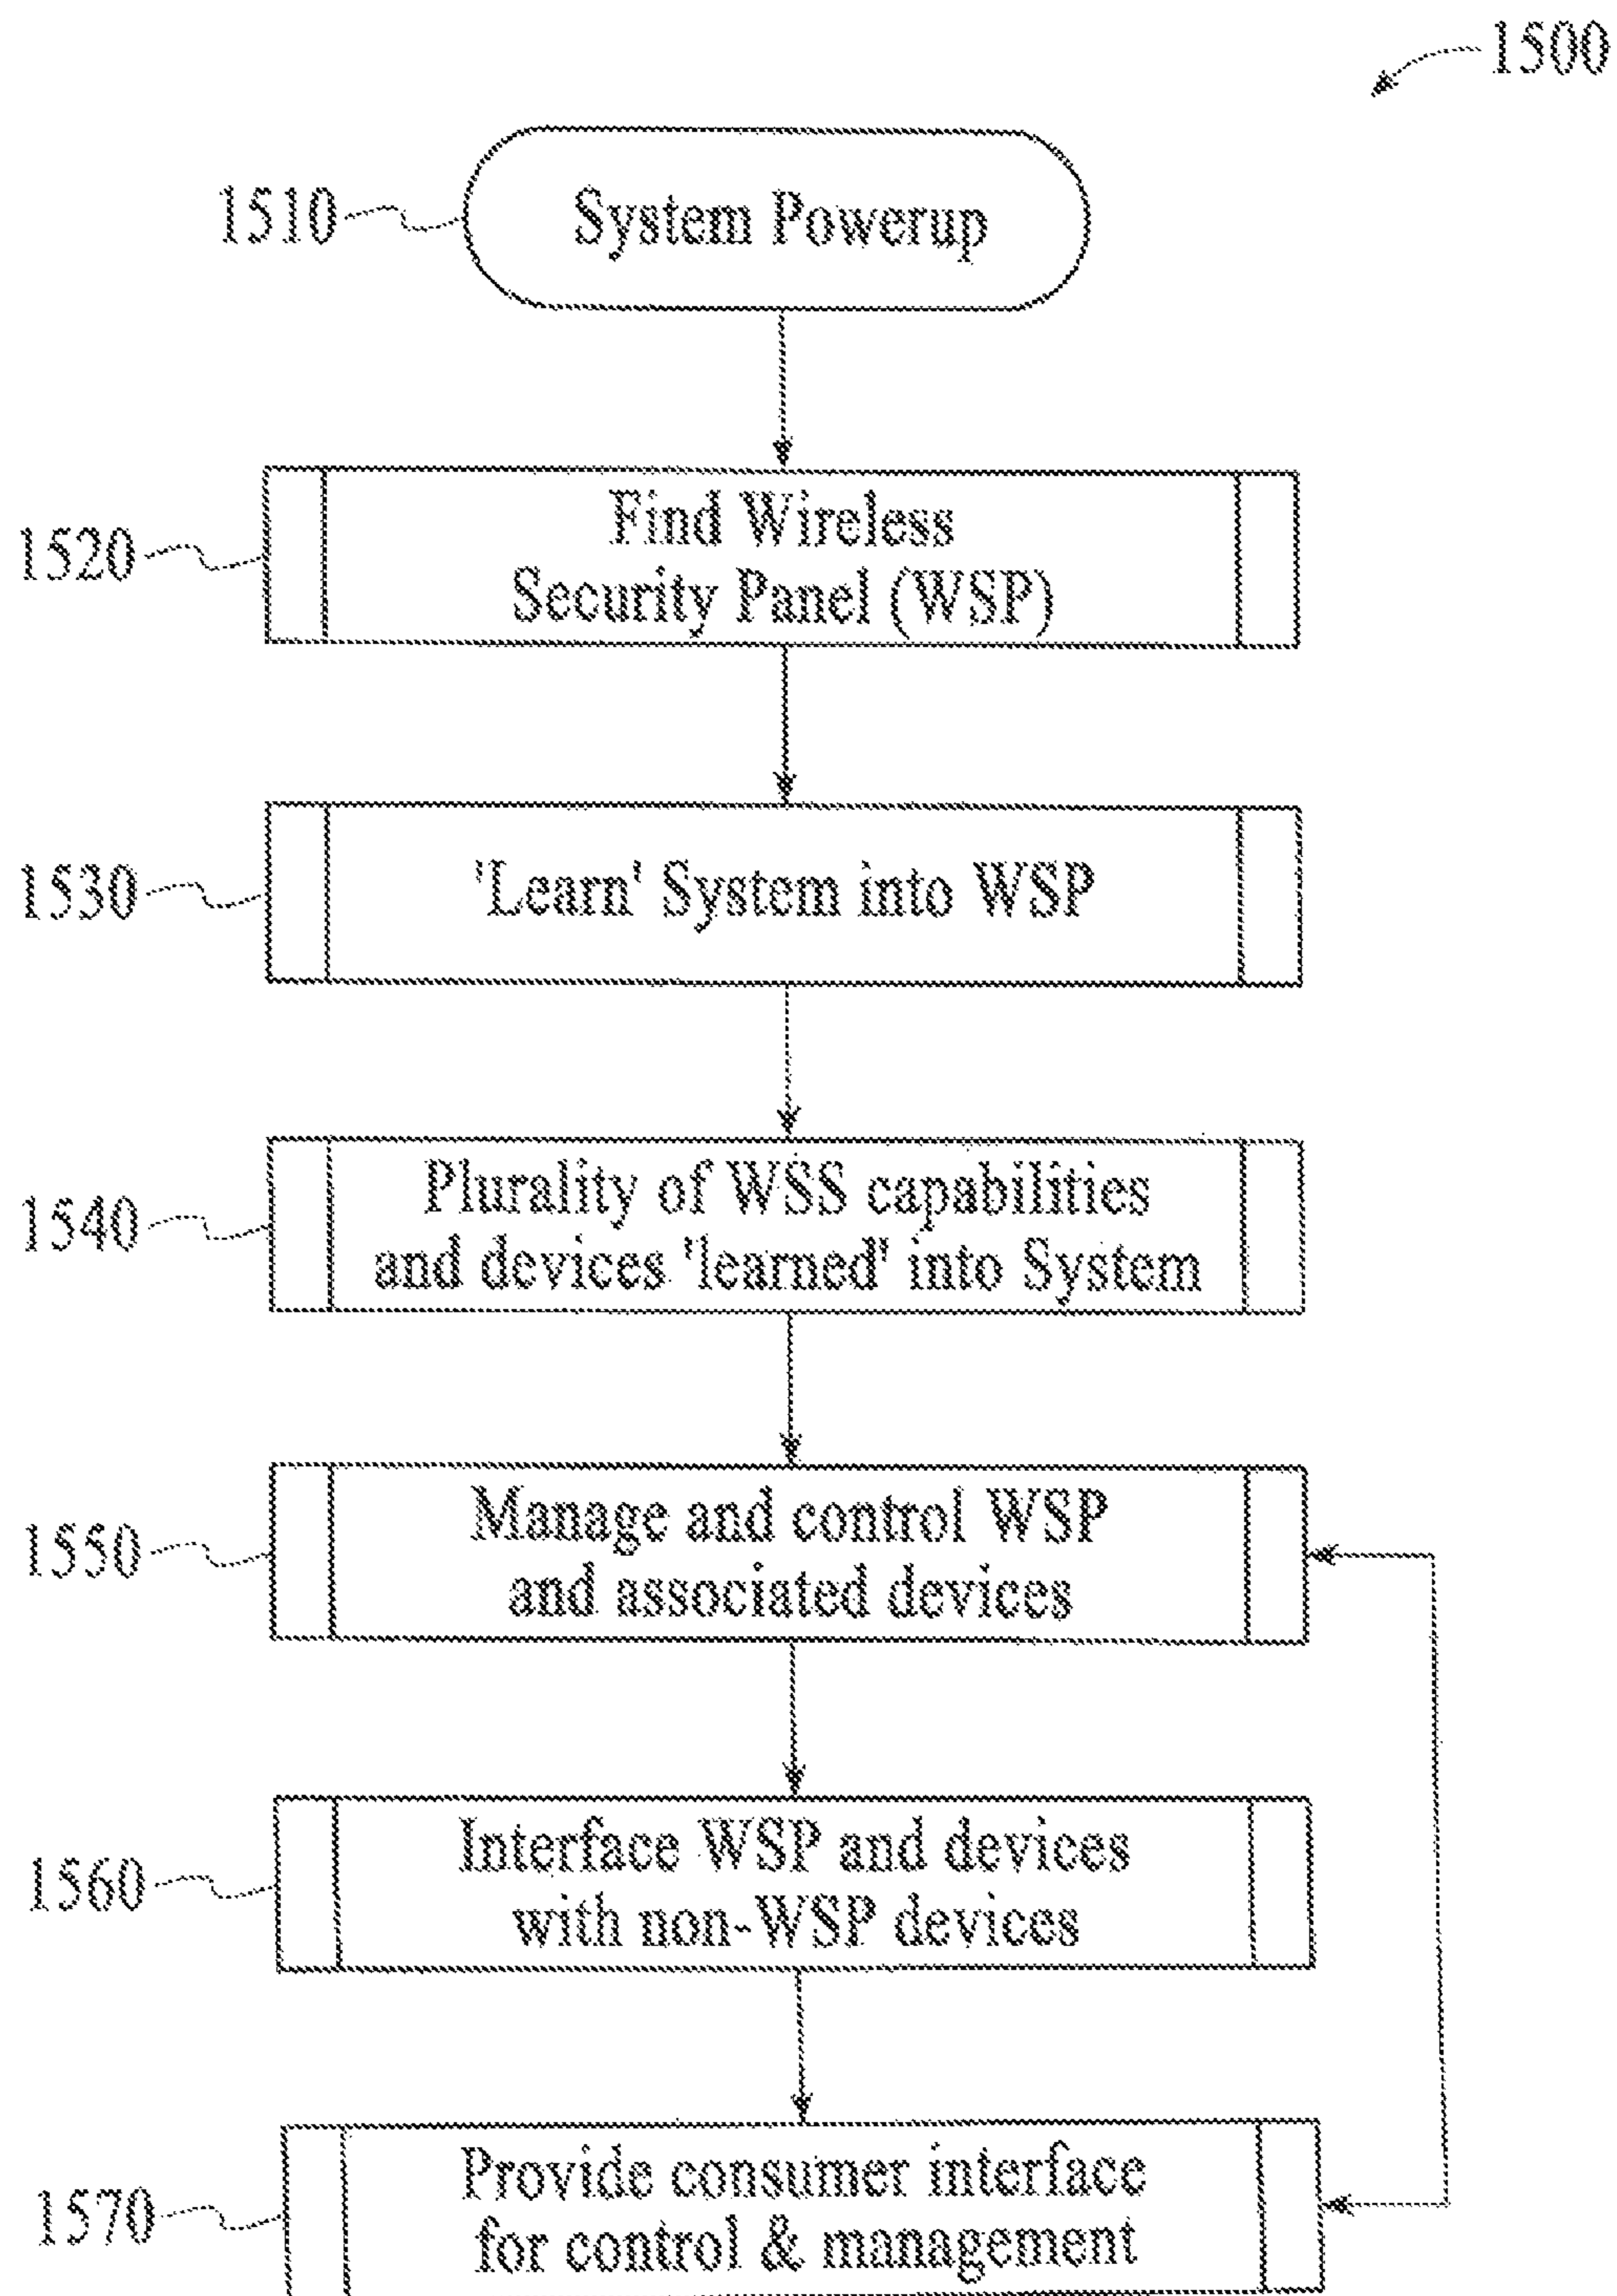 1500
1510
System Powerup
1520
Find Wireless
Security Panel (WSP)
1530
'Learn' System into WSP
1540
Plurality of WSS capabilities
and devices 'learned' into System
1550
Manage and control WSP
and associated devices
1560
Interface WSP and devices
with non-WSP devices
1570
Provide consumer interface
for control & management